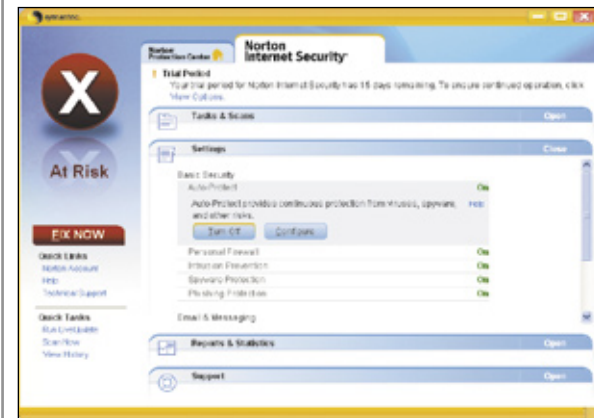 symantec.
Norton
Protection Center
Norton
Internet Security
! Trial Period
Your trial period for Norton Internet Security has 15 days remaining. To ensure continued operation, click
View Options.
Tasks & Scans
Open
Settings
Close
X
At Risk
FIX NOW
Quick Links
Norton Account
Help
Technical Support
Quick Tasks
Run LiveUpdate
Scan Now
View History
Basic Security
Auto-Protect
On
Auto-Protect provides continuous protection from viruses, spyware,
and other risks.
Help
Turn Off
Configure
Personal Firewall
On
Intrusion Prevention
On
Spyware Protection
On
Phishing Protection
On
Email & Messaging
Reports & Statistics
Open
Support
Open